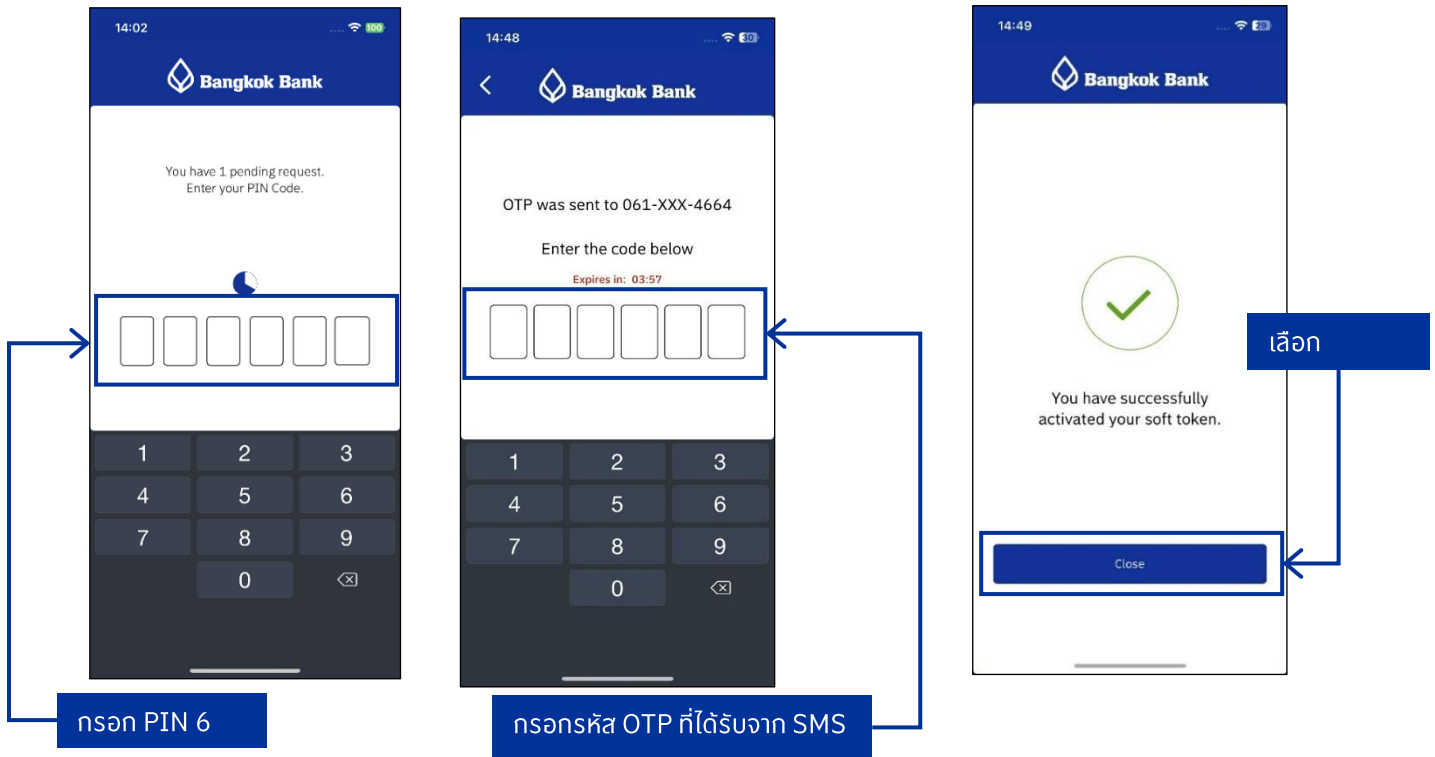 14:02
100
Bangkok Bank
You have 1 pending request.
Enter your PIN Code.
1 2 3
4 5 6
7 8 9
0
กรอก PIN 6
14:48
30
Bangkok Bank
OTP was sent to 061-XXX-4664
Enter the code below
Expires in: 03:57
1 2 3
4 5 6
7 8 9
0
กรอกรหัส OTP ที่ได้รับจาก SMS
14:49
29
Bangkok Bank
You have successfully
activated your soft token.
Close
เลือก